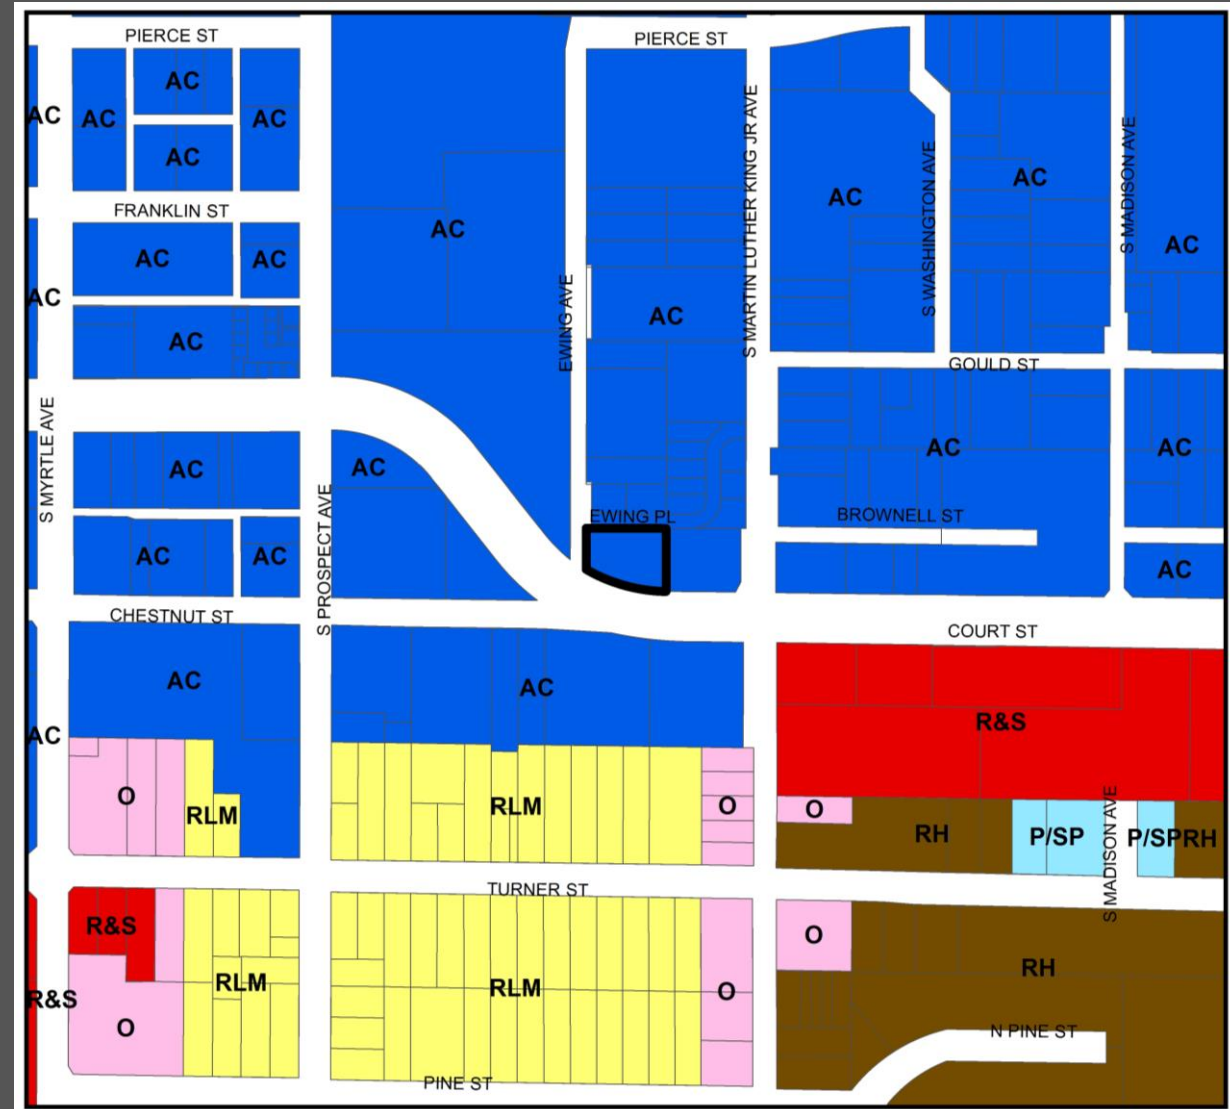 PIERCE ST
PIERCE ST
AC
AC
AC
AC
AC
S MARTIN LUTHER KING JR AVE
S MADISON AVE
S WASHINGTON AVE
AC
AC
AC
FRANKLIN ST
AC
AC
AC
AC
AC
EWING AVE
AC
AC
GOULD ST
S MYRTLE AVE
AC
AC
AC
AC
S PROSPECT AVE
EWING PL
BROWNELL ST
AC
AC
AC
CHESTNUT ST
COURT ST
AC
AC
AC
R&S
O
RLM
RLM
O
O
RH
P/SP
P/SP
RH
S MADISON AVE
TURNER ST
R&S
O
RLM
RLM
O
RH
R&S
O
N PINE ST
PINE ST